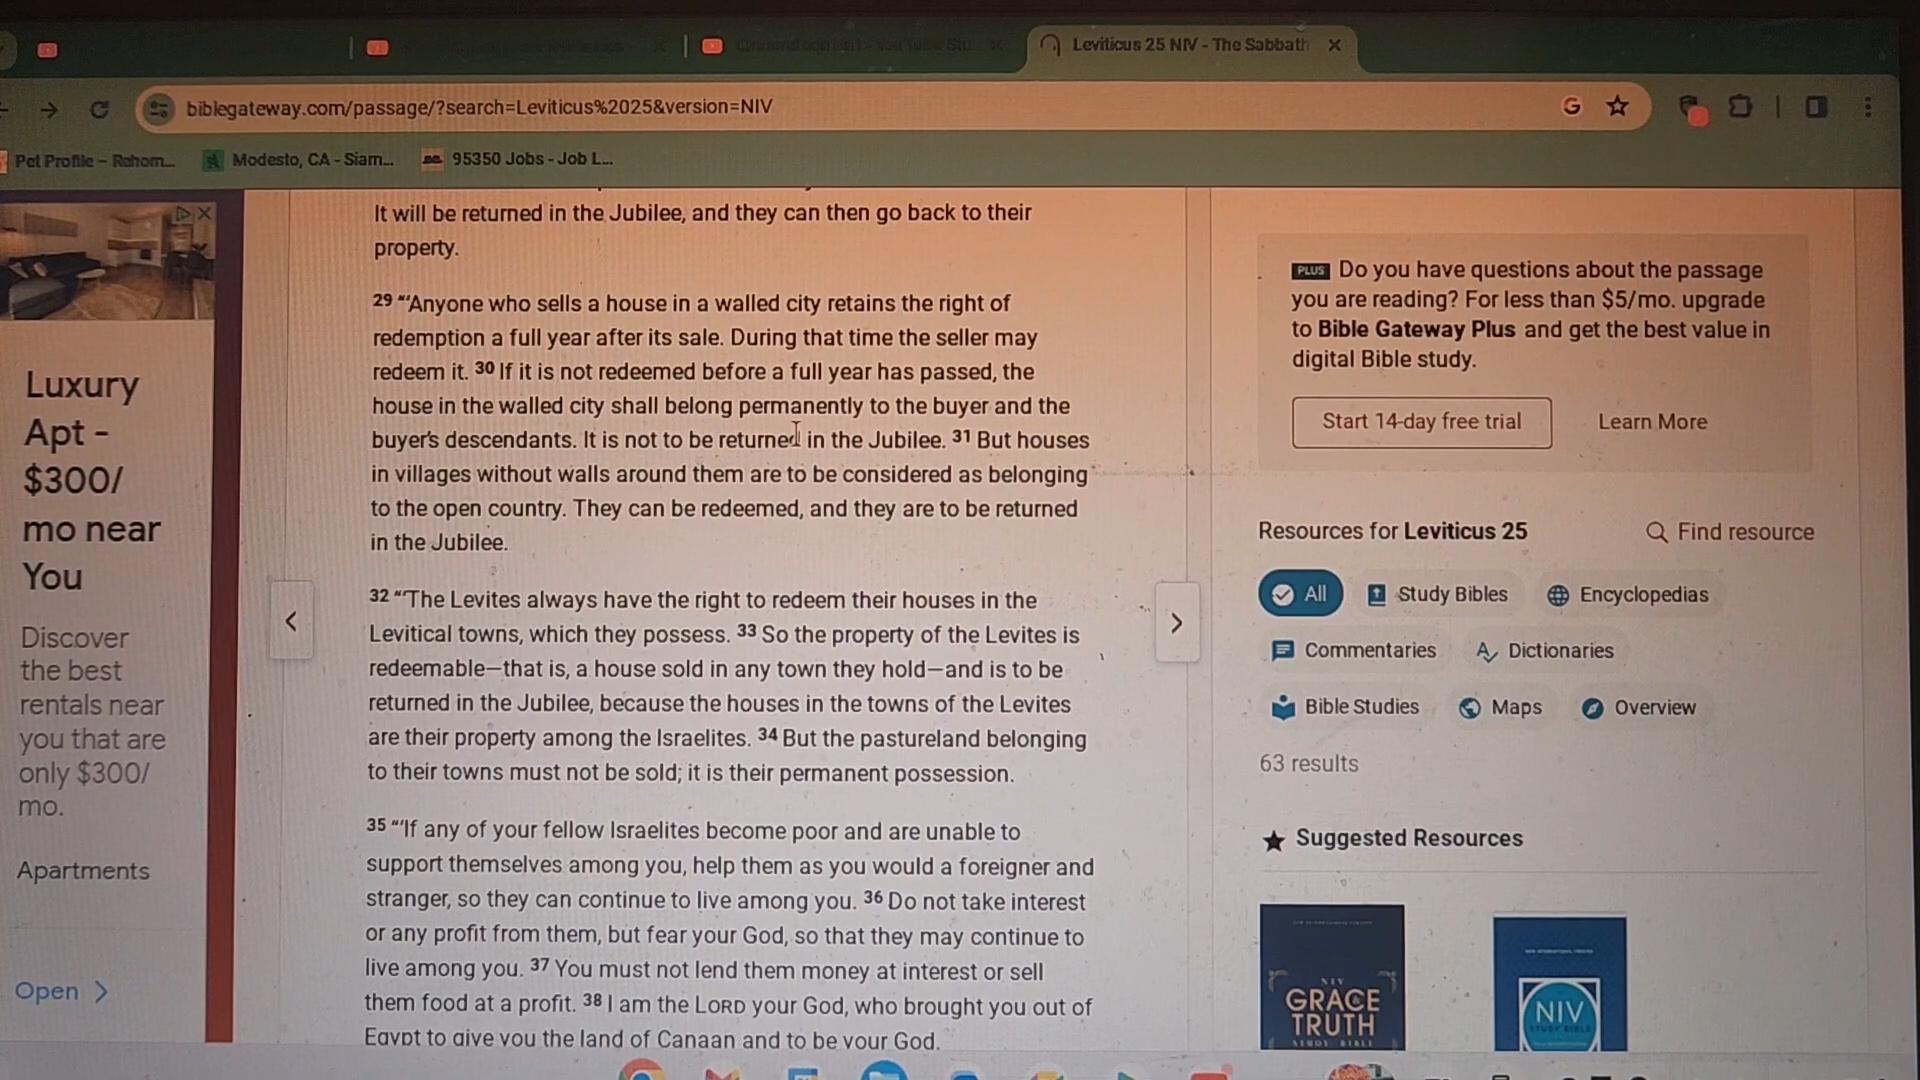 Leviticus 25 NIV - The Sabbath
biblegateway.com/passage/?search=Leviticus%2025&version=NIV
Pet Profile – Rehom...
Modesto, CA - Siam...
95350 Jobs - Job L...
It will be returned in the Jubilee, and they can then go back to their
property.
29 “‘Anyone who sells a house in a walled city retains the right of
redemption a full year after its sale. During that time the seller may
redeem it. 30 If it is not redeemed before a full year has passed, the
house in the walled city shall belong permanently to the buyer and the
buyer’s descendants. It is not to be returned in the Jubilee. 31 But houses
in villages without walls around them are to be considered as belonging
to the open country. They can be redeemed, and they are to be returned
in the Jubilee.
32 “‘The Levites always have the right to redeem their houses in the
Levitical towns, which they possess. 33 So the property of the Levites is
redeemable—that is, a house sold in any town they hold—and is to be
returned in the Jubilee, because the houses in the towns of the Levites
are their property among the Israelites. 34 But the pastureland belonging
to their towns must not be sold; it is their permanent possession.
35 “‘If any of your fellow Israelites become poor and are unable to
support themselves among you, help them as you would a foreigner and
stranger, so they can continue to live among you. 36 Do not take interest
or any profit from them, but fear your God, so that they may continue to
live among you. 37 You must not lend them money at interest or sell
them food at a profit. 38 I am the LORD your God, who brought you out of
Egypt to give you the land of Canaan and to be your God.
Luxury
Apt -
$300/
mo near
You
Discover
the best
rentals near
you that are
only $300/
mo.
Apartments
Open
PLUS Do you have questions about the passage
you are reading? For less than $5/mo. upgrade
to Bible Gateway Plus and get the best value in
digital Bible study.
Start 14-day free trial
Learn More
Resources for Leviticus 25
Find resource
All
Study Bibles
Encyclopedias
Commentaries
Dictionaries
Bible Studies
Maps
Overview
63 results
Suggested Resources
NIV
GRACE
TRUTH
STUDY BIBLE
NIV
STUDY BIBLE